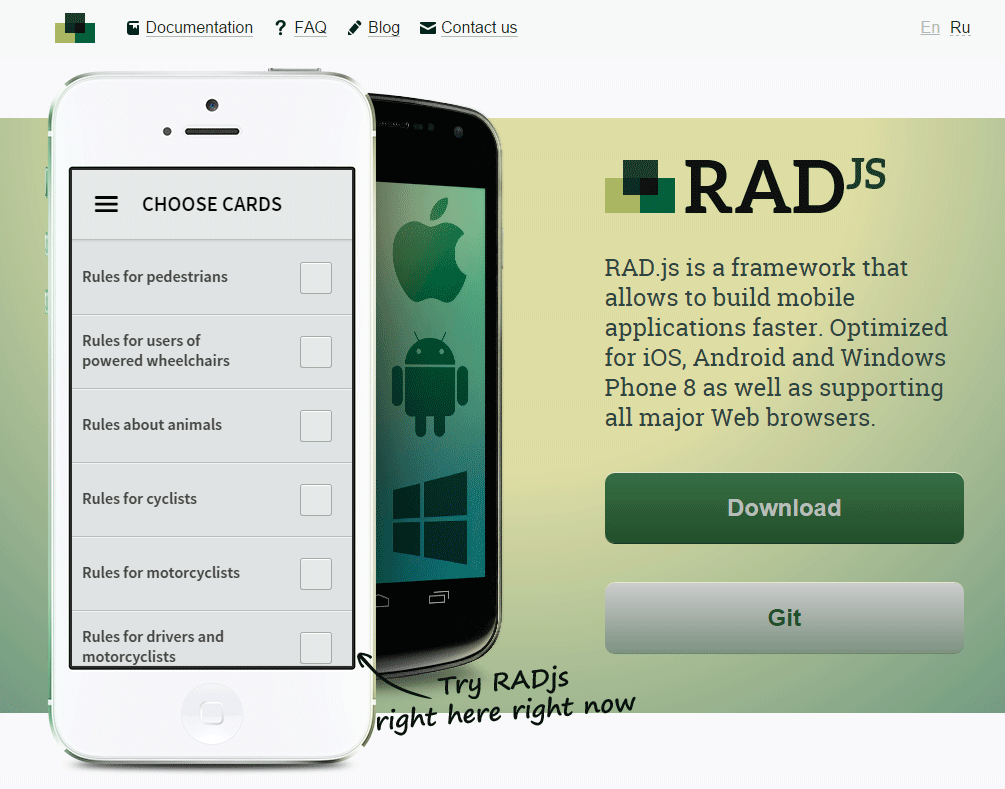 Documentation FAQ Blog Contact us En Ru
CHOOSE CARDS
Rules for pedestrians
Rules for users of
powered wheelchairs
Rules about animals
Rules for cyclists
Rules for motorcyclists
Rules for drivers and
motorcyclists
Try RADjs
right here right now
RADJS
RAD.js is a framework that
allows to build mobile
applications faster. Optimized
for iOS, Android and Windows
Phone 8 as well as supporting
all major Web browsers.
Download
Git